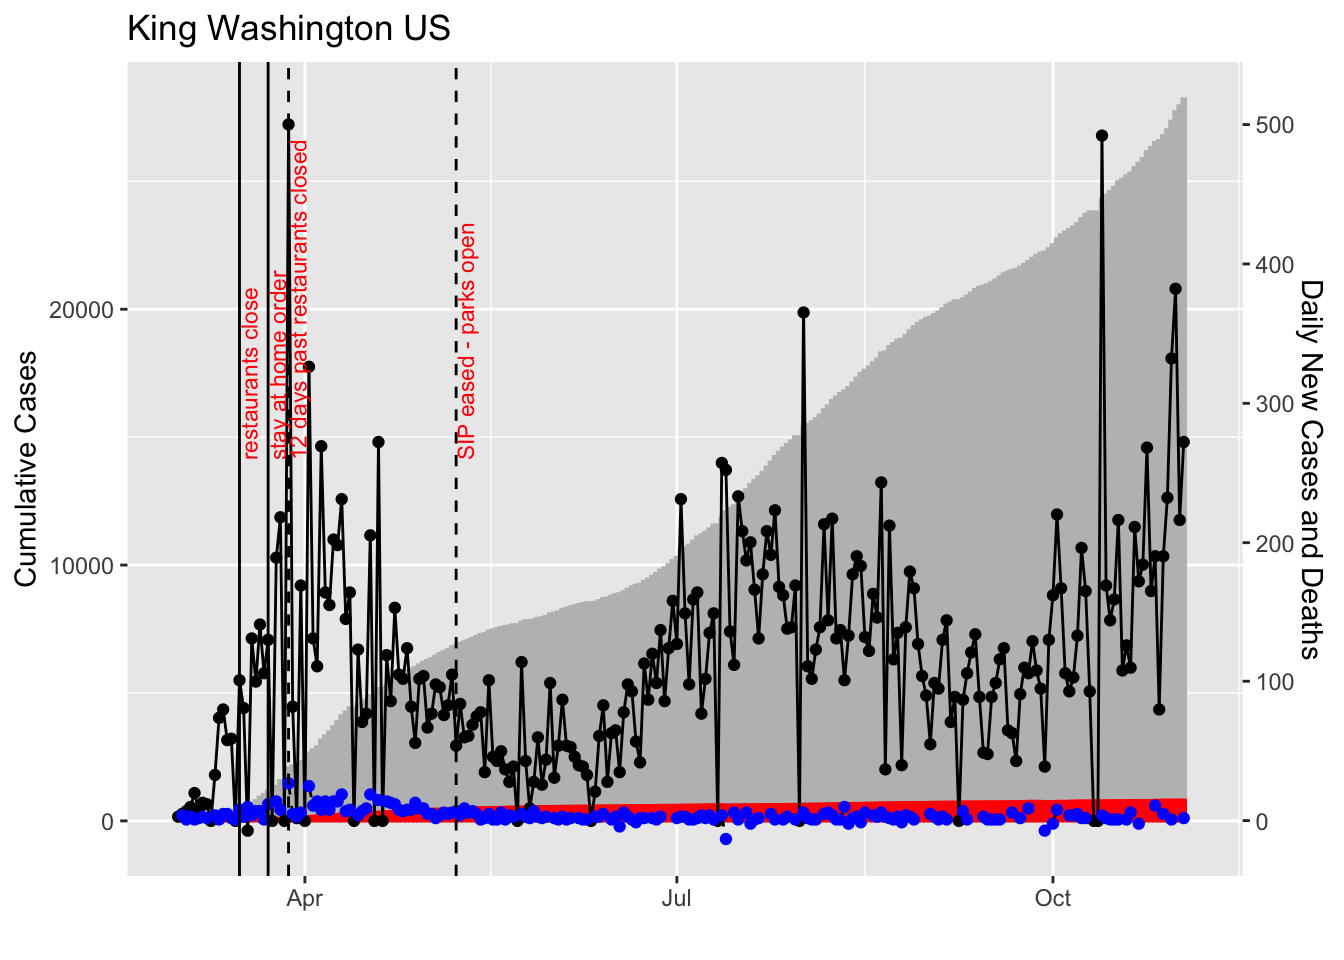 King Washington US
Cumulative Cases
20000
10000
0
restaurants close
stay at home order
12 days past restaurants closed
SIP eased - parks open
500
400
300
200
100
0
Daily New Cases and Deaths
Apr
Jul
Oct